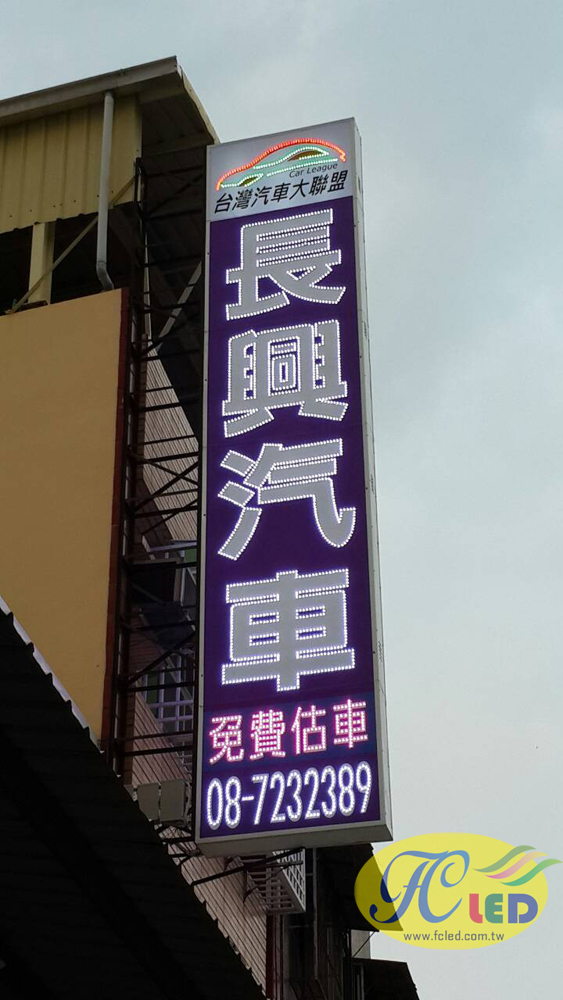 Car League
台灣汽車大聯盟
長興汽車
免費估車
08-7232389
FC LED
www.fcled.com.tw